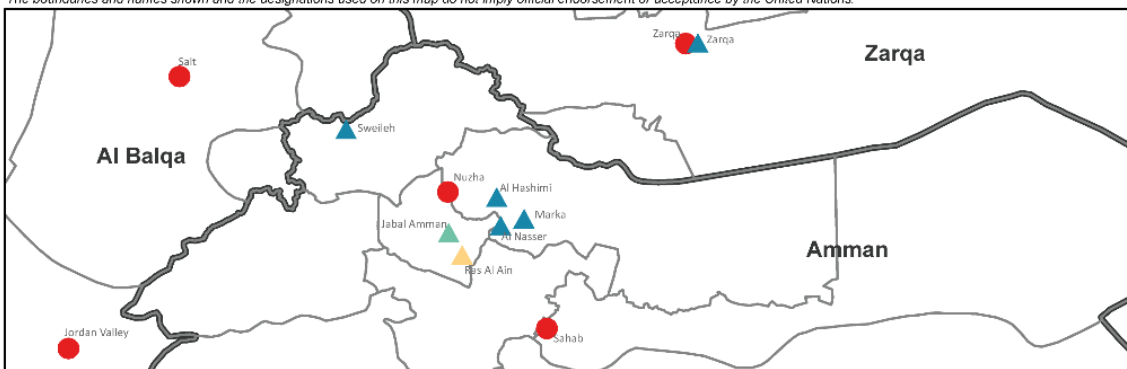 The boundaries and names shown and the designations used on this map do not imply official endorsement or acceptance by the United Nations.
Zarqa
Zarqa
Zarqa
Salt
Sweileh
Al Balqa
Nuzha
Al Hashimi
Marka
Jabal Amman
Al Nasser
Amman
Ras Al Ain
Jordan Valley
Sahab